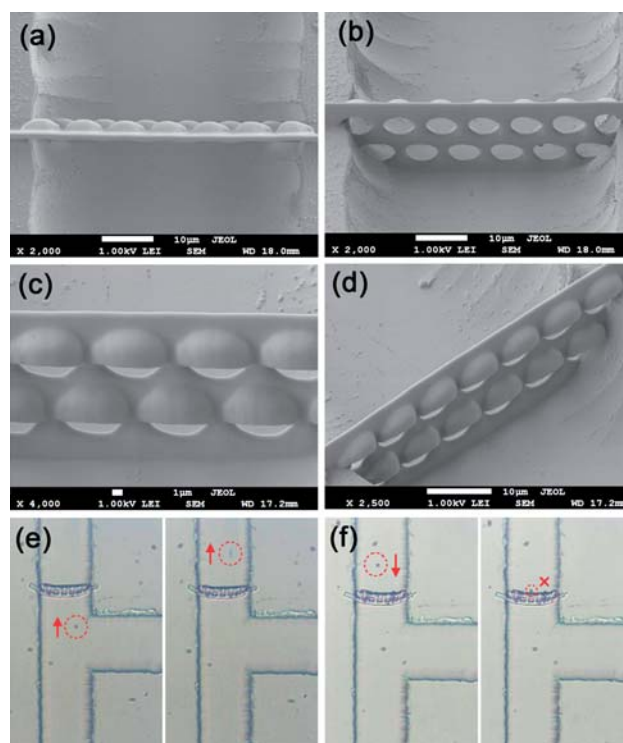 (a)
10µm JEOL
X 2,000 1.00kV LEI SEM WD 18.0mm
(b)
10µm JEOL
X 2,000 1.00kV LEI SEM WD 18.0mm
(c)
1µm JEOL
X 4,000 1.00kV LEI SEM WD 17.2mm
(d)
10µm JEOL
X 2,500 1.00kV LEI SEM WD 17.2mm
(e)
(f)